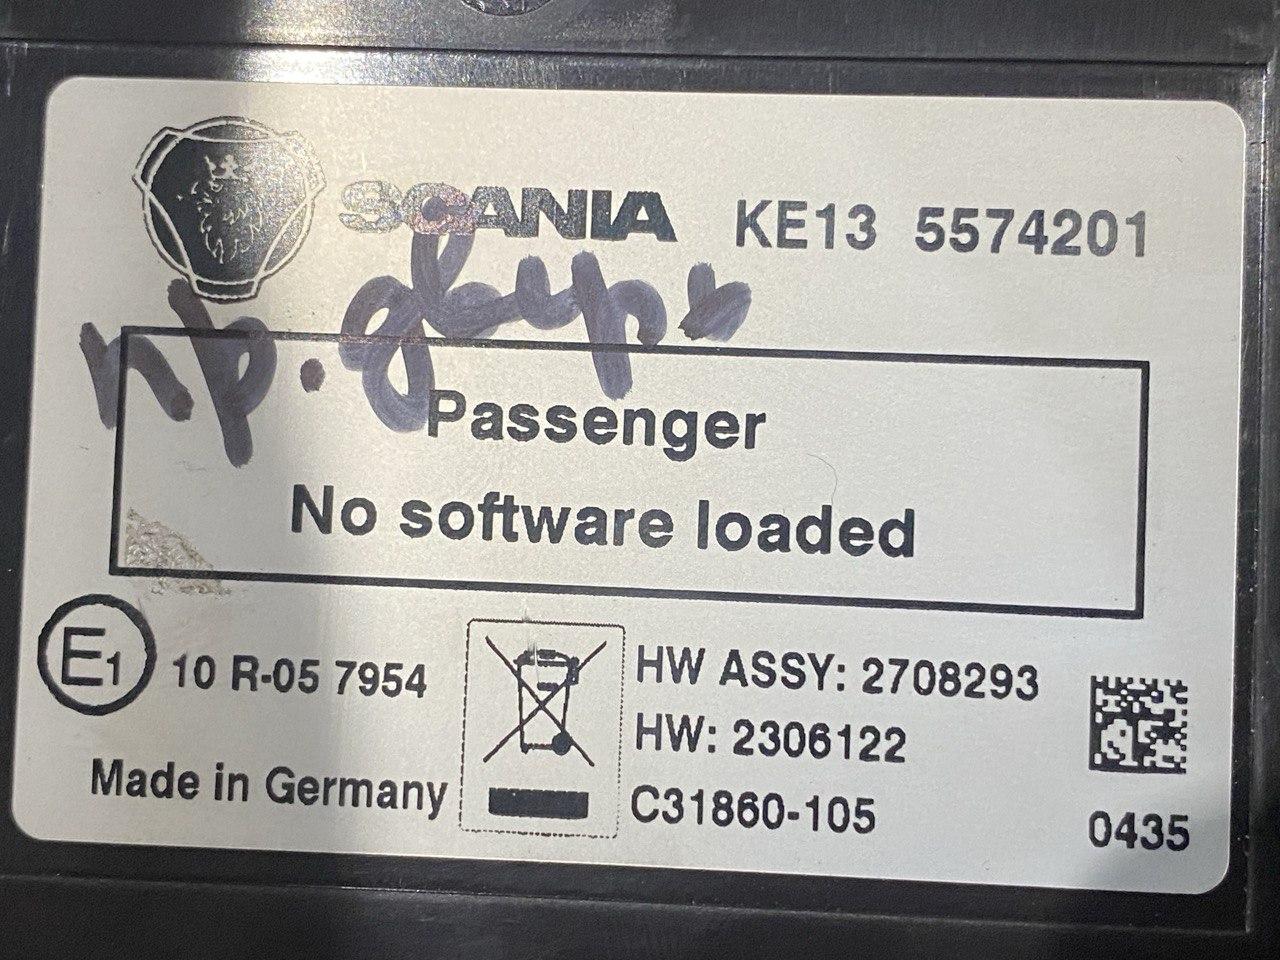 SCANIA KE13 5574201
пр. дверь
Passenger
No software loaded
E1 10 R-05 7954
HW ASSY: 2708293
HW: 2306122
Made in Germany
C31860-105
0435